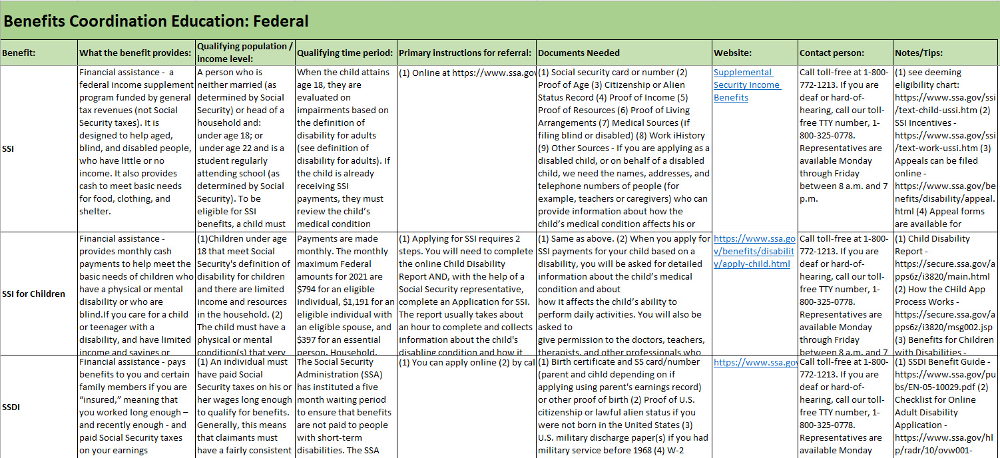 Benefits Coordination Education: Federal
Benefit:
What the benefit provides:
Qualifying population /
income level:
Qualifying time period:
Primary instructions for referral:
Documents Needed
Website:
Contact person:
Notes/Tips:
SSI
Financial assistance - a
federal income supplement
program funded by general
tax revenues (not Social
Security taxes). It is
designed to help aged,
blind, and disabled people,
who have little or no
income. It also provides
cash to meet basic needs
for food, clothing, and
shelter.
A person who is
neither married (as
determined by Social
Security) or head of a
household and:
under age 18; or
under age 22 and is a
student regularly
attending school (as
determined by Social
Security). To be
eligible for SSI
benefits, a child must
When the child attains
age 18, they are
evaluated on
impairments based on
the definition of
disability for adults
(see definition of
disability for adults). If
the child is already
receiving SSI
payments, they must
review the child's
medical condition
(1) Online at https://www.ssa.gov
(1) Social security card or number (2)
Proof of Age (3) Citizenship or Alien
Status Record (4) Proof of Income (5)
Proof of Resources (6) Proof of Living
Arrangements (7) Medical Sources (if
filing blind or disabled) (8) Work iHistory
(9) Other Sources - If you are applying as a
disabled child, or on behalf of a disabled
child, we need the names, addresses, and
telephone numbers of people (for
example, teachers or caregivers) who can
provide information about how the
child's medical condition affects his or
Supplemental
Security Income
Benefits
Call toll-free at 1-800-
772-1213. If you are
deaf or hard-of-
hearing, call our toll-
free TTY number, 1-
800-325-0778.
Representatives are
available Monday
through Friday
between 8 a.m. and 7
p.m.
(1) see deeming
eligibility chart:
https://www.ssa.gov/ssi
/text-child-ussi.htm (2)
SSI Incentives -
https://www.ssa.gov/ssi
/text-work-ussi.htm (3)
Appeals can be filed
online -
https://www.ssa.gov/be
nefits/disability/appeal.
html (4) Appeal forms
are available for
SSI for Children
Financial assistance -
provides monthly cash
payments to help meet the
basic needs of children who
have a physical or mental
disability or who are
blind.If you care for a child
or teenager with a
disability, and have limited
income and savings or
(1)Children under age
18 that meet Social
Security's definition of
disability for children
and there are limited
income and resources
in the household. (2)
The child must have a
physical or mental
condition(s) that very
Payments are made
monthly. The monthly
maximum Federal
amounts for 2021 are
$794 for an eligible
individual, $1,191 for an
eligible individual with
an eligible spouse, and
$397 for an essential
person. Household,
(1) Applying for SSI requires 2
steps. You will need to complete
the online Child Disability
Report AND, with the help of a
Social Security representative,
complete an Application for SSI.
The report usually takes about
an hour to complete and collects
information about the child's
disabling condition and how it
(1) Same as above. (2) When you apply for
SSI payments for your child based on a
disability, you will be asked for detailed
information about the child's medical
condition and about
how it affects the child's ability to
perform daily activities. You will also be
asked to
give permission to the doctors, teachers,
therapists, and other professionals who
https://www.ssa.go
v/benefits/disabilit
y/apply-child.html
Call toll-free at 1-800-
772-1213. If you are
deaf or hard-of-
hearing, call our toll-
free TTY number, 1-
800-325-0778.
Representatives are
available Monday
through Friday
between 8 a.m. and 7
(1) Child Disability
Report -
https://secure.ssa.gov/a
pps6z/i3820/main.html
(2) How the CHild App
Process Works -
https://secure.ssa.gov/a
pps6z/i3820/msg002.jsp
(3) Benefits for Children
with Disabilities -
SSDI
Financial assistance - pays
benefits to you and certain
family members if you are
“insured,” meaning that
you worked long enough –
and recently enough - and
paid Social Security taxes
on your earnings
(1) An individual must
have paid Social
Security taxes on his or
her wages long enough
to qualify for benefits.
Generally, this means
that claimants must
have a fairly consistent
The Social Security
Administration (SSA)
has instituted a five
month waiting period
to ensure that benefits
are not paid to people
with short-term
disabilities. The SSA
(1) You can apply online (2) by cal
(1) Birth certificate and SS card/number
(parent and cihld depending on if
applying using parent's earnings record)
or other proof of birth (2) Proof of U.S.
citizenship or lawful alien status if you
were not born in the United States (3)
U.S. military discharge paper(s) if you had
military service before 1968 (4) W-2
https://www.ssa.gov
Call toll-free at 1-800-
772-1213. If you are
deaf or hard-of-
hearing, call our toll-
free TTY number, 1-
800-325-0778.
Representatives are
available Monday
(1) SSDI Benefit Guide -
https://www.ssa.gov/pu
bs/EN-05-10029.pdf (2)
Checklist for Online
Adult Disability
Application -
https://www.ssa.gov/hl
p/radr/10/ovw001-